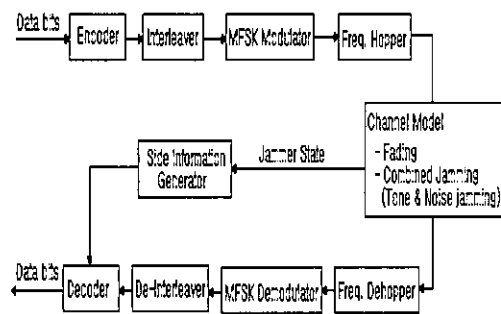 Data bits
Encoder
Interleaver
MFSK Modulator
Freq. Hopper
Channel Model
- Fading
- Combined Jamming
(Tone & Noise jamming)
Jammer State
Side Information
Generator
Data bits
Decoder
De-Interleaver
MFSK Demodulator
Freq. Dehopper